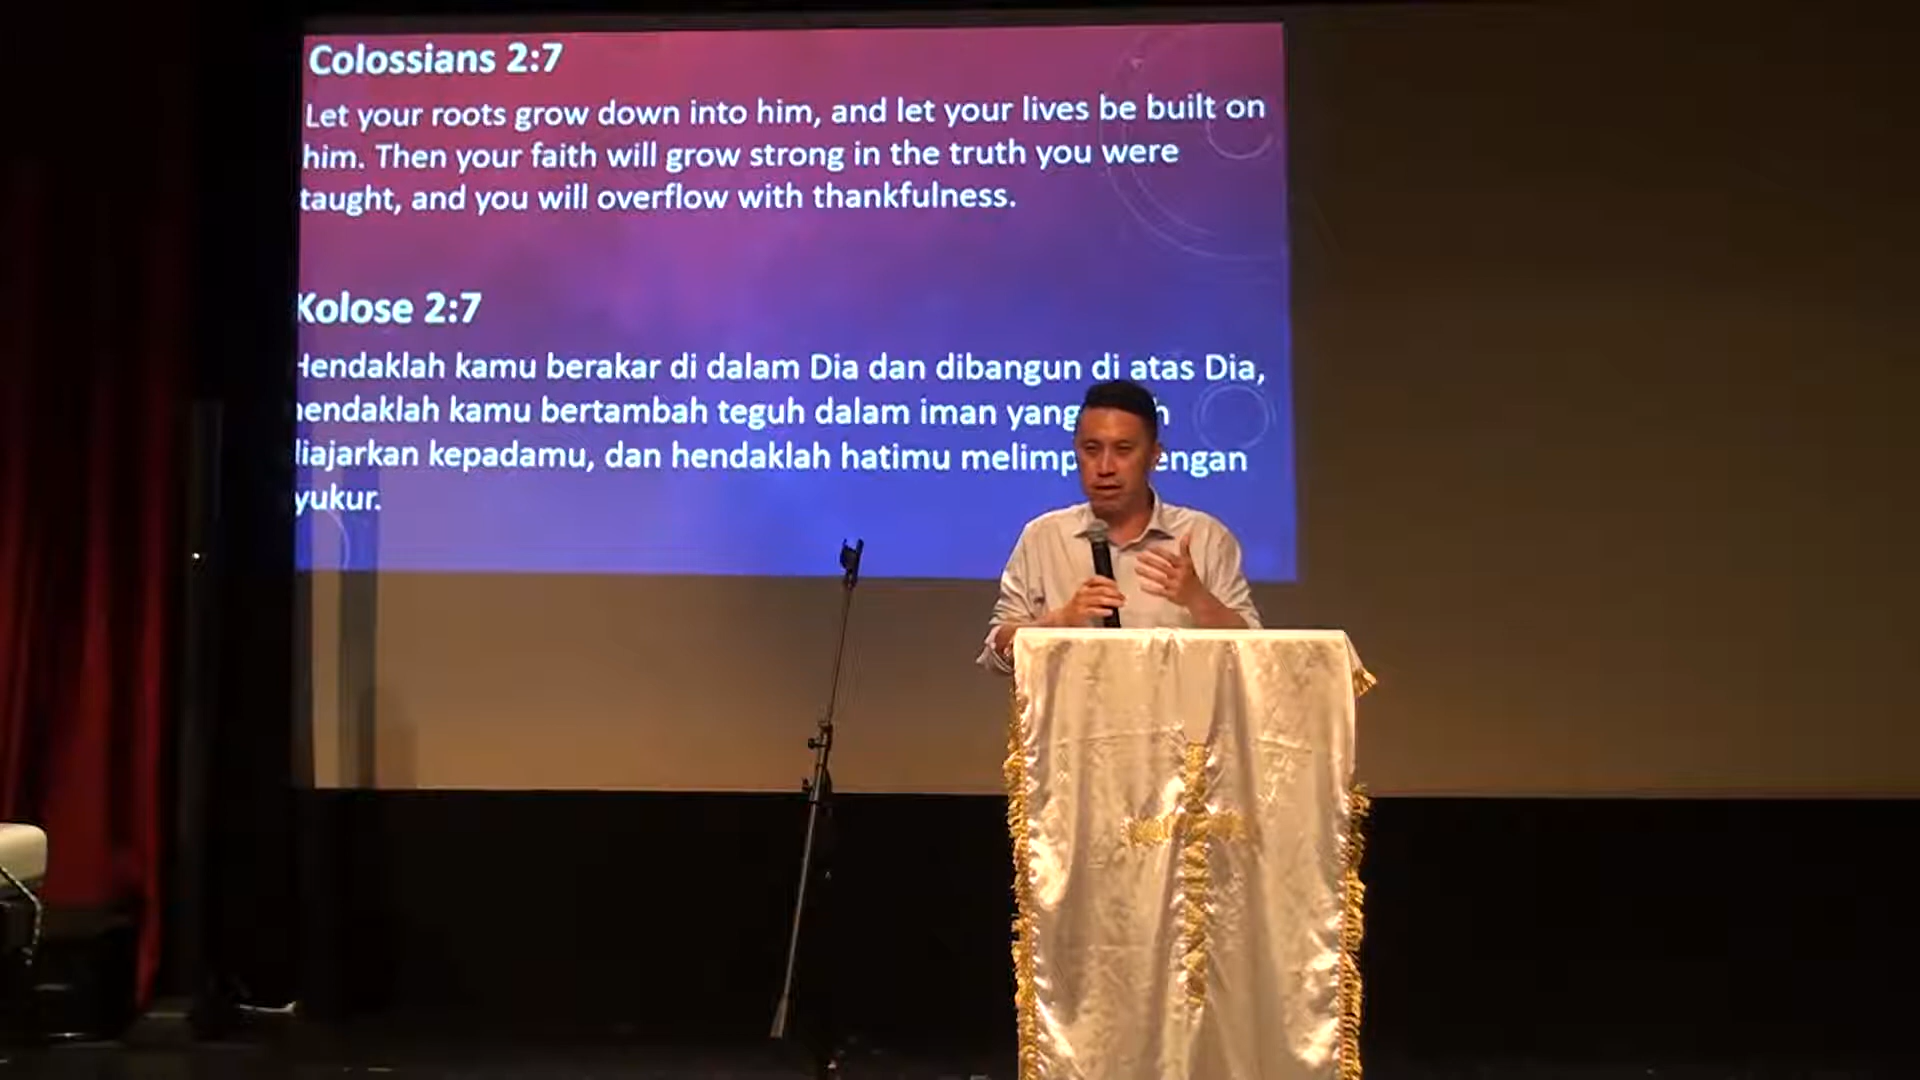 Colossians 2:7
Let your roots grow down into him, and let your lives be built on
him. Then your faith will grow strong in the truth you were
taught, and you will overflow with thankfulness.
Kolose 2:7
Hendaklah kamu berakar di dalam Dia dan dibangun di atas Dia,
hendaklah kamu bertambah teguh dalam iman yang
diajarkan kepadamu, dan hendaklah hatimu
yukur.